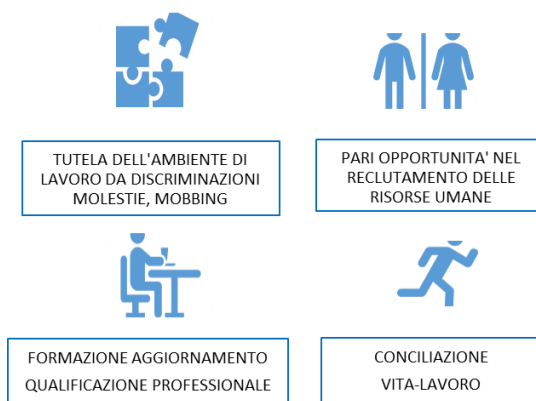 TUTELA DELL'AMBIENTE DI
LAVORO DA DISCRIMINAZIONI
MOLESTIE, MOBBING
PARI OPPORTUNITA' NEL
RECLUTAMENTO DELLE
RISORSE UMANE
FORMAZIONE AGGIORNAMENTO
QUALIFICAZIONE PROFESSIONALE
CONCILIAZIONE
VITA-LAVORO